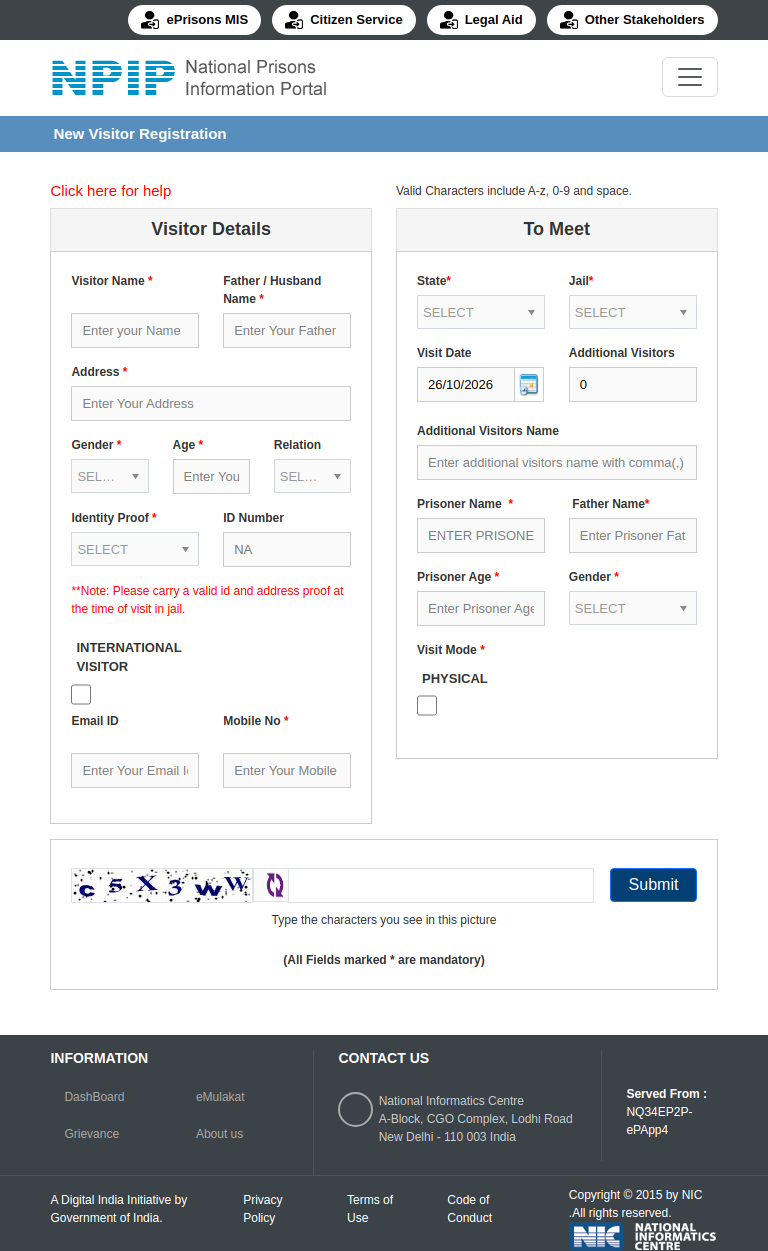 ePrisons MIS
Citizen Service
Legal Aid
Other Stakeholders
NPIP National Prisons
Information Portal
New Visitor Registration
Click here for help
Valid Characters include A-z, 0-9 and space.
Visitor Details
Visitor Name *
Father / Husband
Name *
Enter your Name
Enter Your Father
Address *
Enter Your Address
Gender *
Age *
Relation
SEL…
Enter You
SEL…
Identity Proof *
ID Number
SELECT
NA
**Note: Please carry a valid id and address proof at
the time of visit in jail.
INTERNATIONAL
VISITOR
Email ID
Mobile No *
Enter Your Email Id
Enter Your Mobile
To Meet
State*
Jail*
SELECT
SELECT
Visit Date
Additional Visitors
26/10/2026
0
Additional Visitors Name
Enter additional visitors name with comma(,)
Prisoner Name *
Father Name*
ENTER PRISONE
Enter Prisoner Fat
Prisoner Age *
Gender *
Enter Prisoner Age
SELECT
Visit Mode *
PHYSICAL
c5X3wW
Submit
Type the characters you see in this picture
(All Fields marked * are mandatory)
INFORMATION
DashBoard
eMulakat
Grievance
About us
CONTACT US
National Informatics Centre
A-Block, CGO Complex, Lodhi Road
New Delhi - 110 003 India
Served From :
NQ34EP2P-
ePApp4
A Digital India Initiative by
Government of India.
Privacy
Policy
Terms of
Use
Code of
Conduct
Copyright © 2015 by NIC
.All rights reserved.
NIC NATIONAL
INFORMATICS
CENTRE